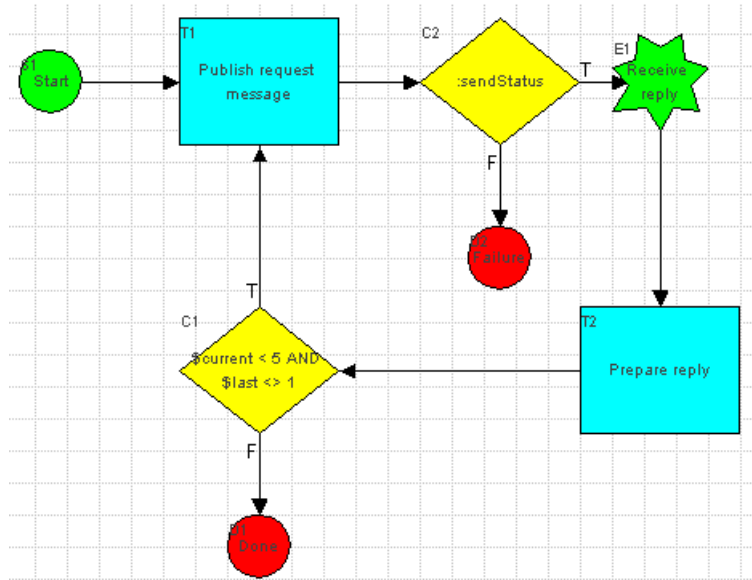 S1
Start
T1
Publish request
message
C2
:sendStatus
T
F
E1
Receive
reply
Failure
T2
Prepare reply
C1
$current < 5 AND
$last <> 1
T
F
Done